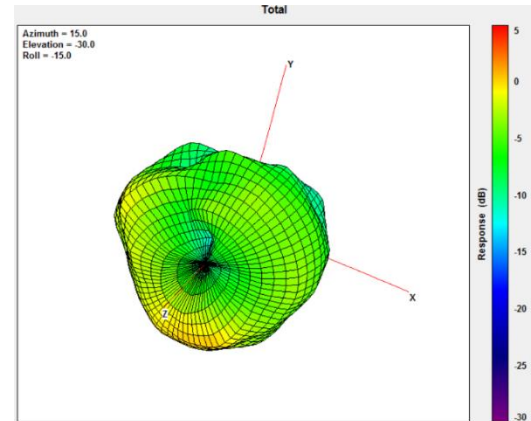 Total
Azimuth = 15.0
Elevation = -30.0
Roll = -15.0
Y
X
Z
5
0
-5
-10
-15
-20
-25
-30
Response (dB)